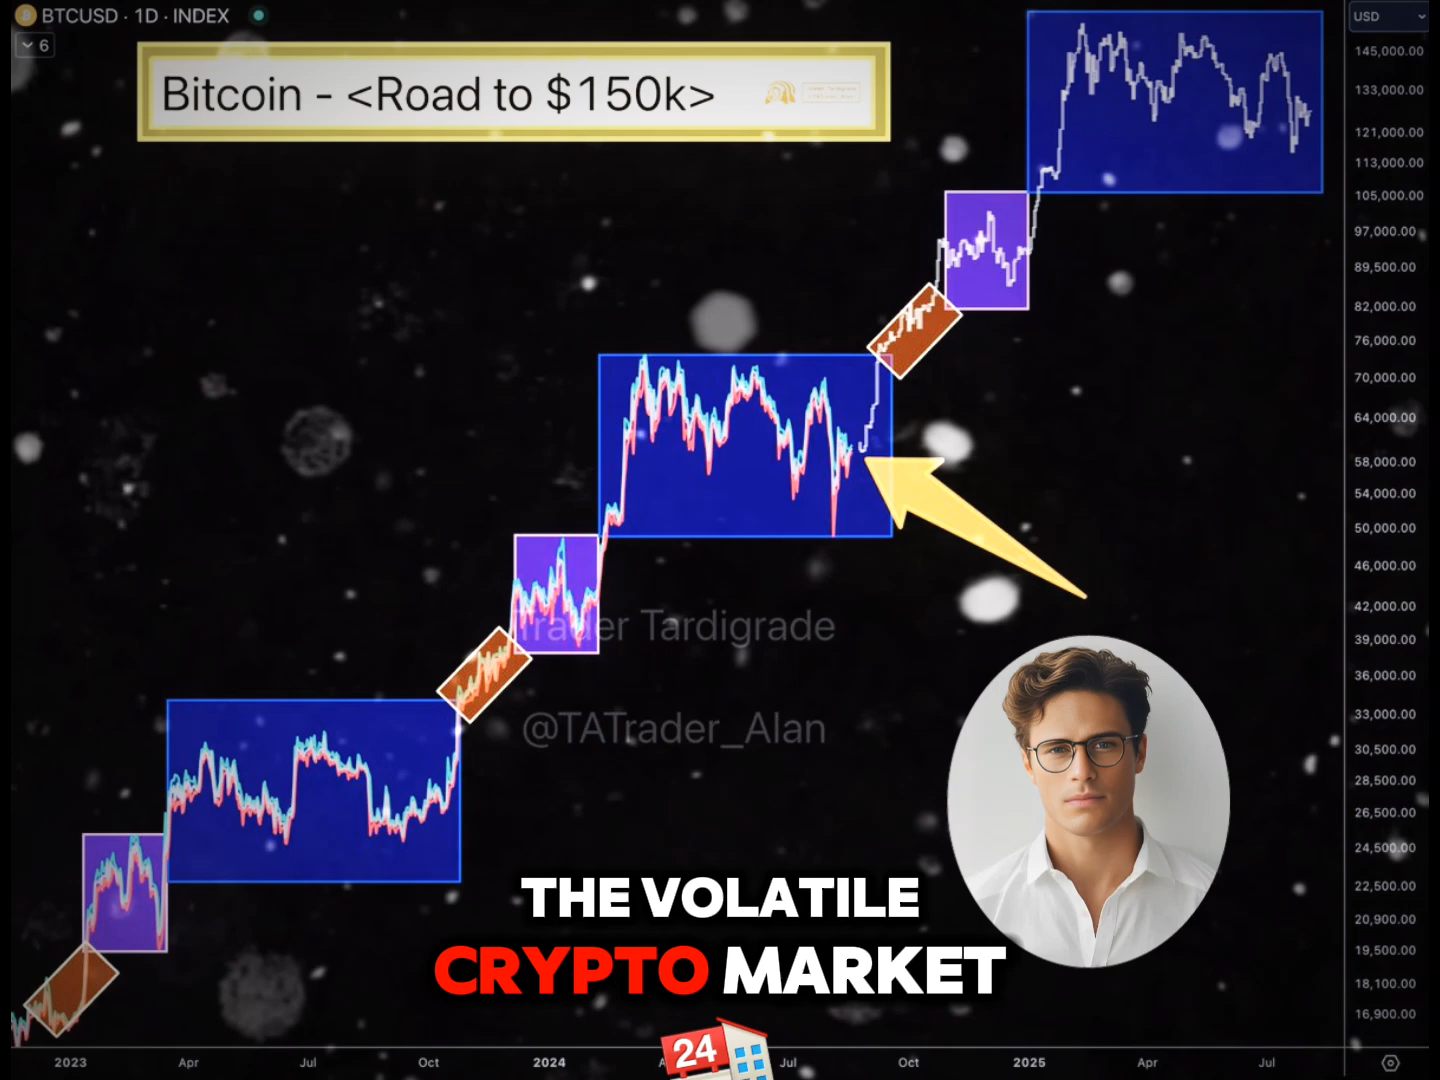 BTCUSD · 1D · INDEX
6
USD
Bitcoin - <Road to $150k>
145,000.00
133,000.00
121,000.00
113,000.00
105,000.00
97,000.00
89,500.00
82,000.00
76,000.00
70,000.00
64,000.00
58,000.00
54,000.00
50,000.00
46,000.00
42,000.00
39,000.00
36,000.00
33,000.00
30,500.00
28,500.00
26,500.00
24,500.00
22,500.00
20,900.00
19,500.00
18,100.00
16,900.00
Trader Tardigrade
@TATrader_Alan
THE VOLATILE
CRYPTO MARKET
24
2023
Apr
Jul
Oct
2024
Jul
Oct
2025
Apr
Jul